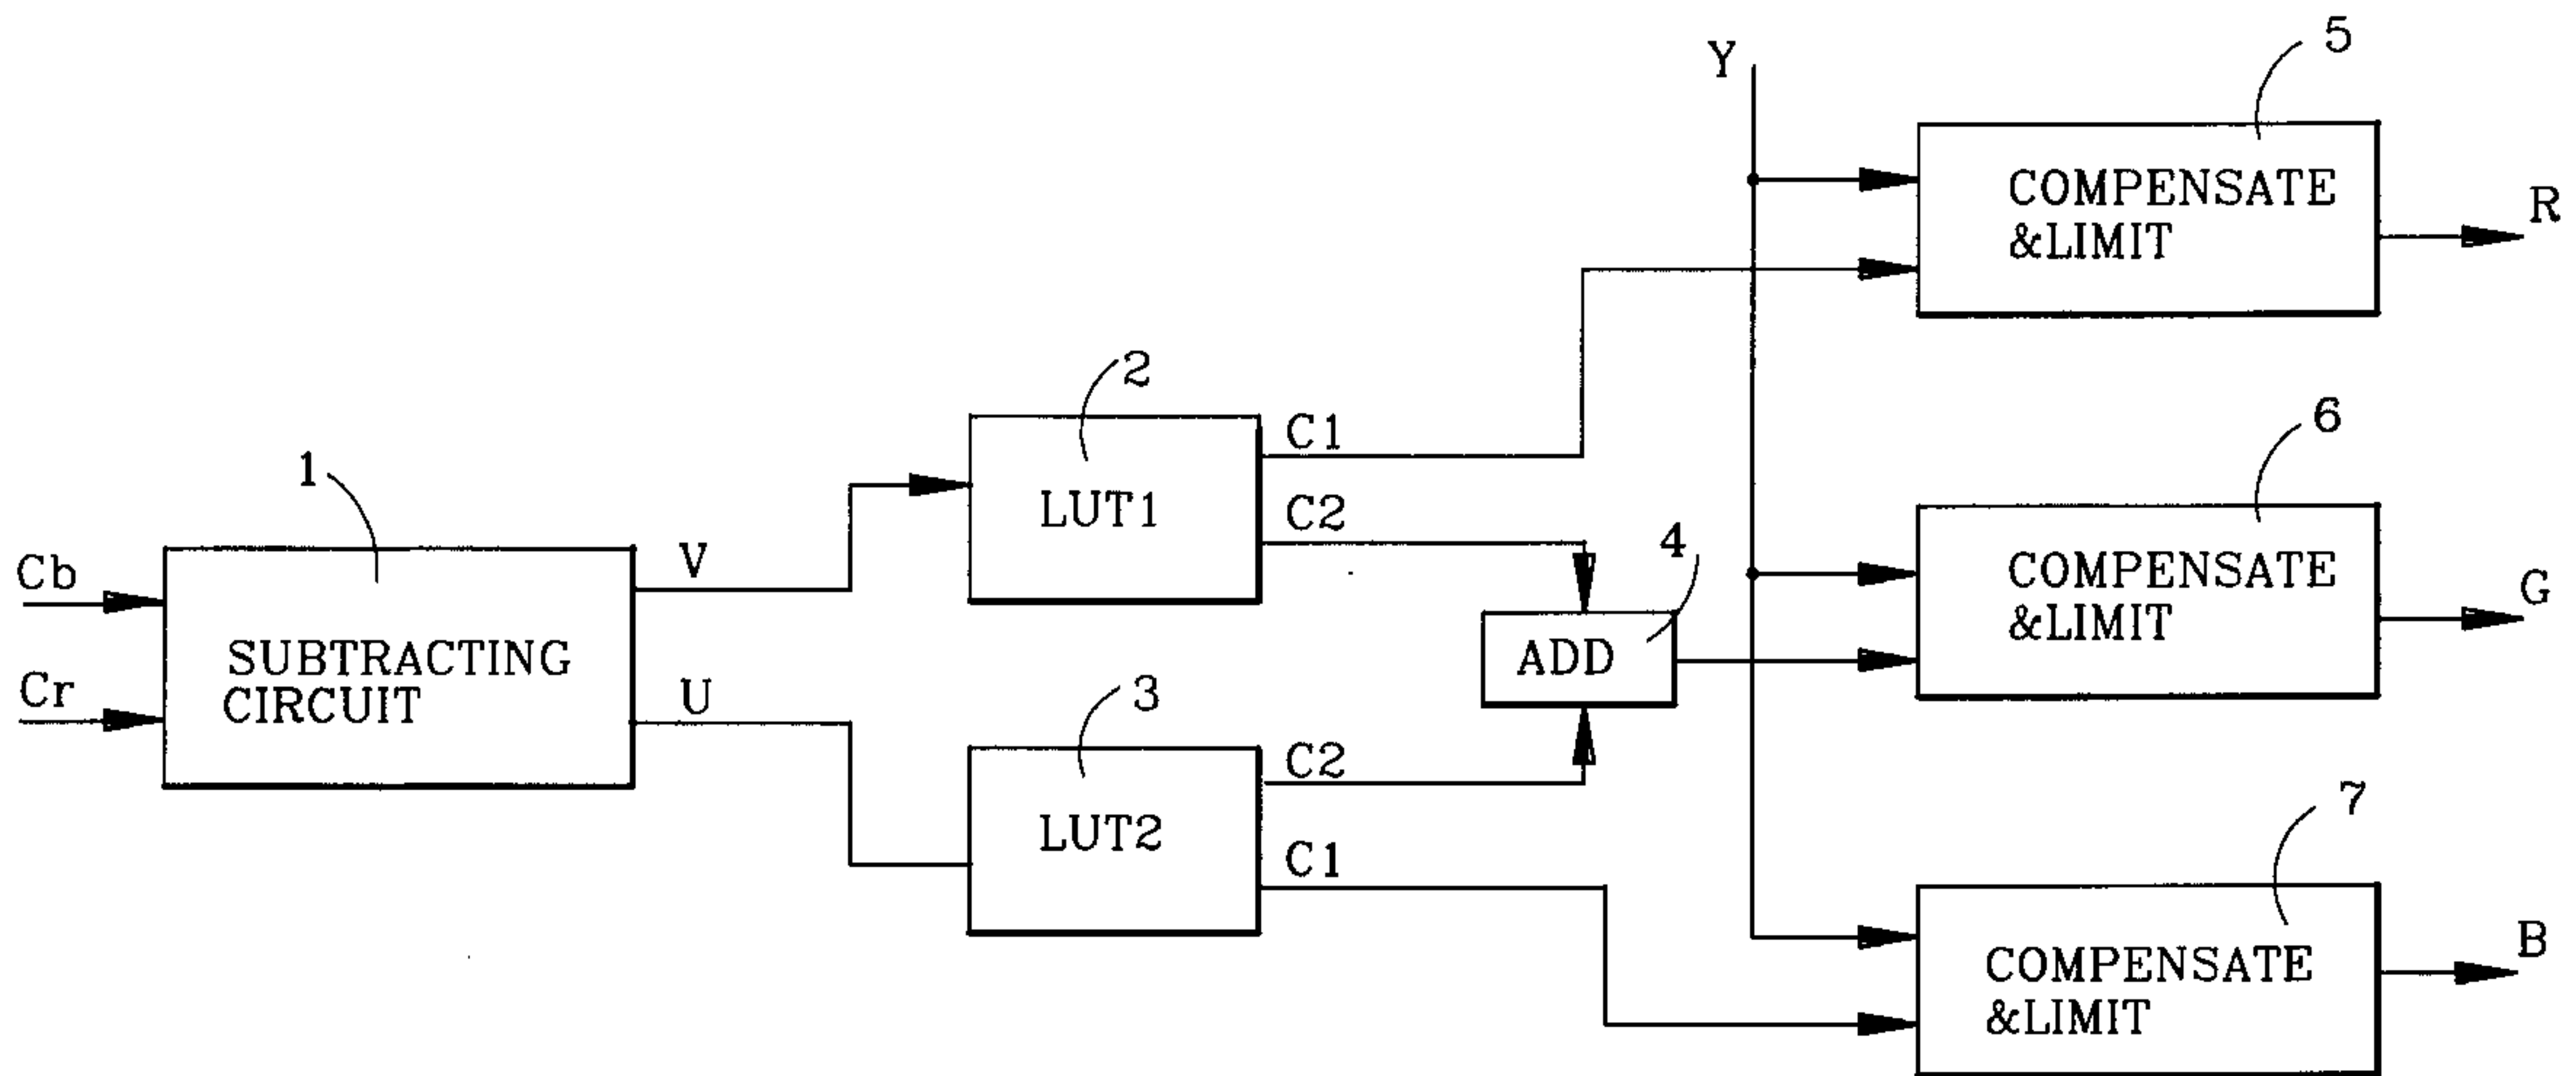 Y
5
COMPENSATE
&LIMIT
R
2
C1
LUT1
C2
6
COMPENSATE
&LIMIT
G
1
Cb
Cr
SUBTRACTING
CIRCUIT
V
U
4
ADD
3
C2
LUT2
C1
7
COMPENSATE
&LIMIT
B